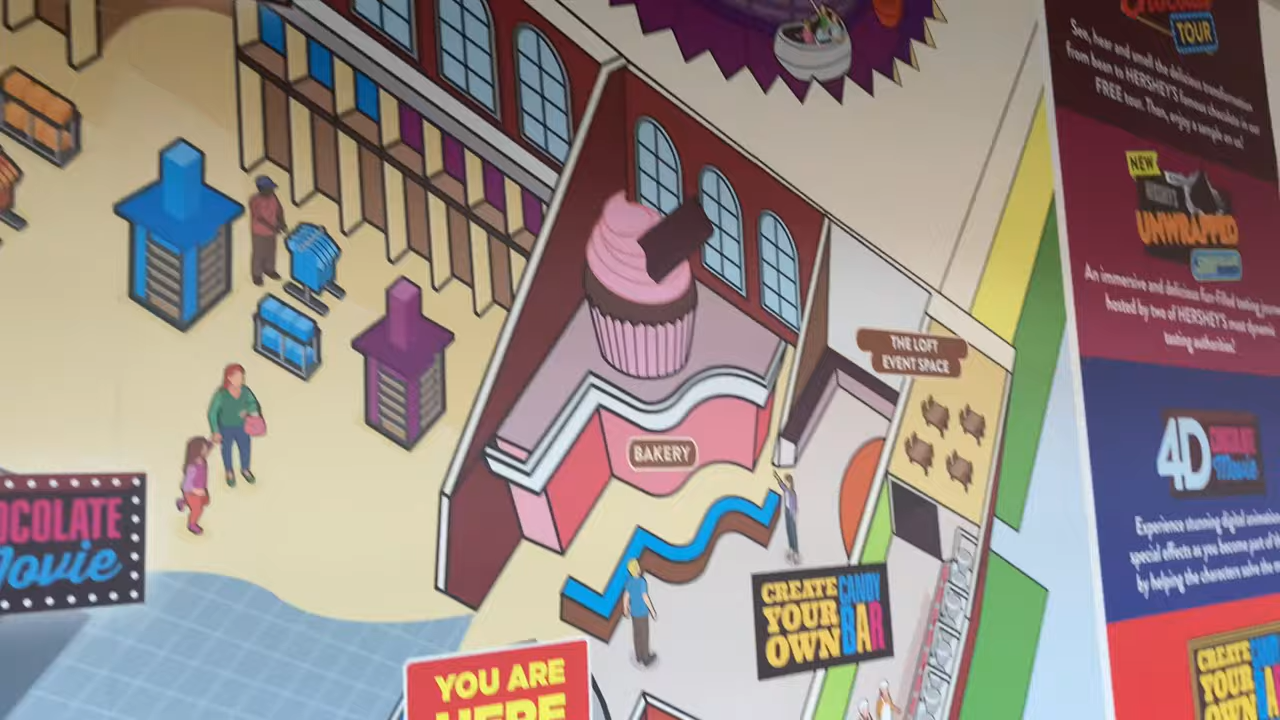 THE LOFT
EVENT SPACE
BAKERY
OCOLATE
Movie
CREATE
YOUR
OWN
CANDY
BAR
YOU ARE
HERE
TOUR
See, hear and smell the delicious transformation
from bean to HERSHEY'S famous chocolate in our
FREE tour. Then, enjoy a sample on us!
NEW
UNWRAPPED
An immersive and delicious fun-filled tasting
hosted by two of HERSHEY'S most dynamic
tasting authorities!
4D
CHOCOLATE
Movie
Experience stunning digital
special effects as you become part of
by helping the characters solve the
CREATE
YOUR
OWN